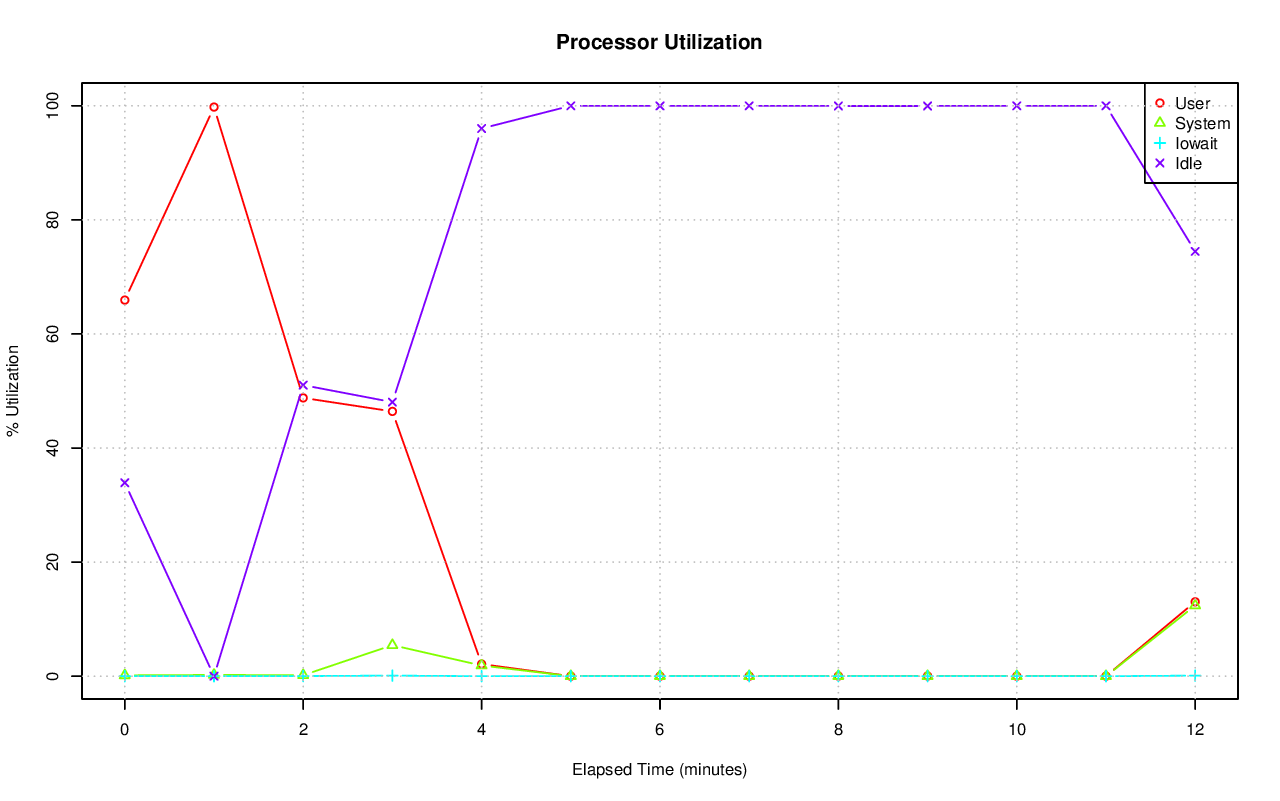 Processor Utilization
% Utilization
100
80
60
40
20
0
User
System
Iowait
Idle
0 2 4 6 8 10 12
Elapsed Time (minutes)